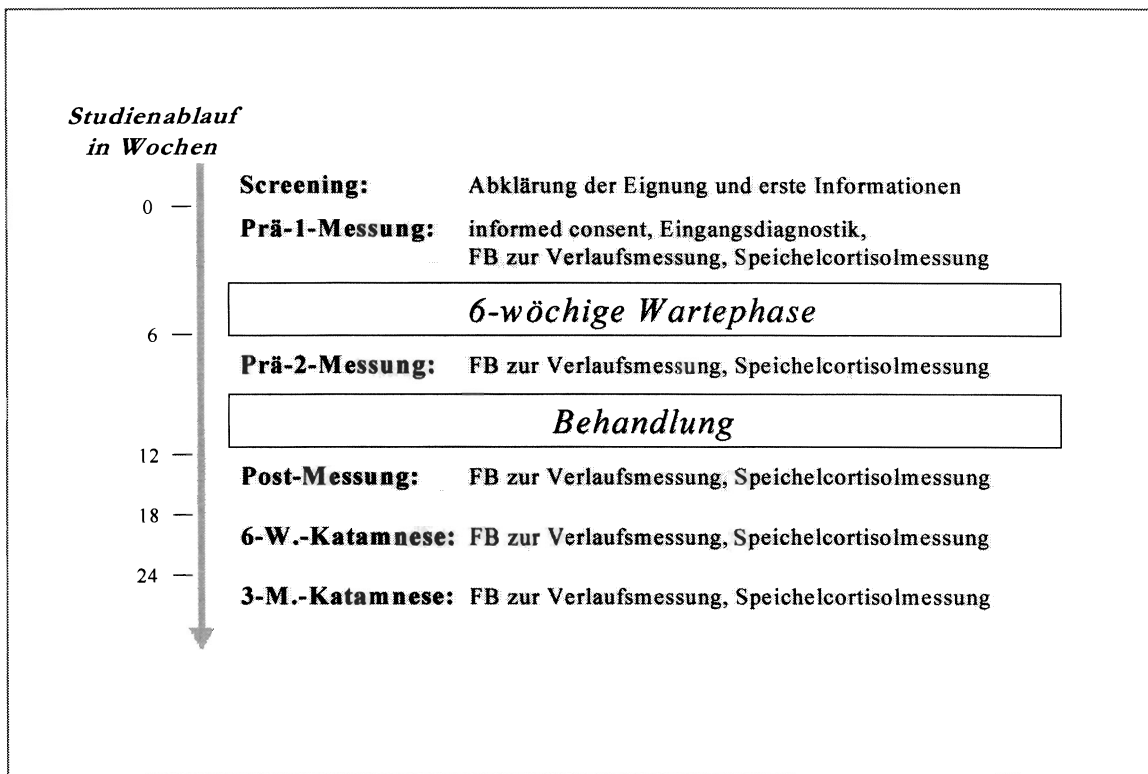 Studienablauf
in Wochen
Screening: Abklärung der Eignung und erste Informationen
0
Prä-1-Messung: informed consent, Eingangsdiagnostik,
FB zur Verlaufsmessung, Speichelcortisolmessung
6-wöchige Wartephase
6
Prä-2-Messung: FB zur Verlaufsmessung, Speichelcortisolmessung
Behandlung
12
Post-Messung: FB zur Verlaufsmessung, Speichelcortisolmessung
18
6-W.-Katamnese: FB zur Verlaufsmessung, Speichelcortisolmessung
24
3-M.-Katamnese: FB zur Verlaufsmessung, Speichelcortisolmessung